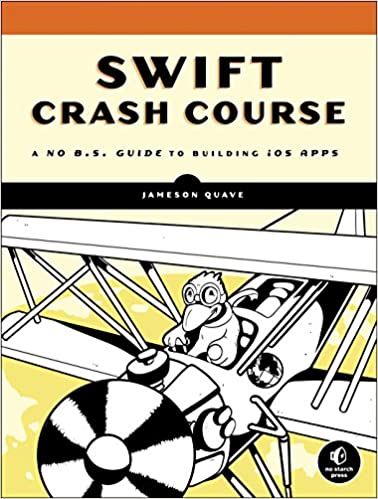 SWIFT
CRASH COURSE
A NO B.S. GUIDE TO BUILDING iOS APPS
JAMESON QUAVE
no starch
press